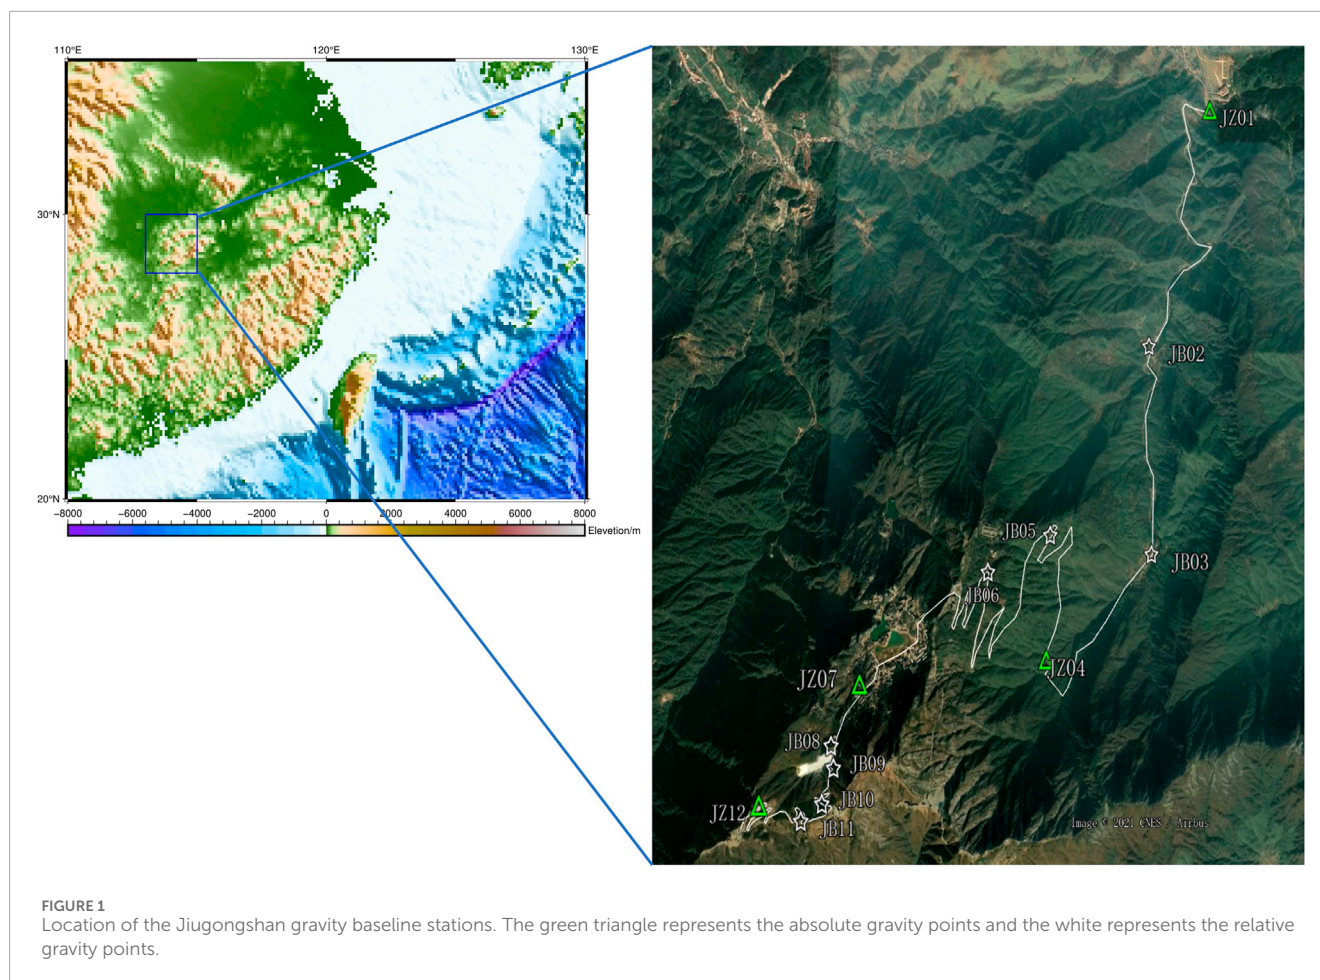 110°E
120°E
130°E
30°N
20°N
−8000
−6000
−4000
−2000
0
2000
4000
6000
8000
Elevetion/m
JZ01
JB02
JB03
JB05
JB06
JZ04
JZ07
JB08
JB09
JB10
JZ12
JB11
Image © 2021 CNES / Airbus
FIGURE 1
Location of the Jiugongshan gravity baseline stations. The green triangle represents the absolute gravity points and the white represents the relative
gravity points.